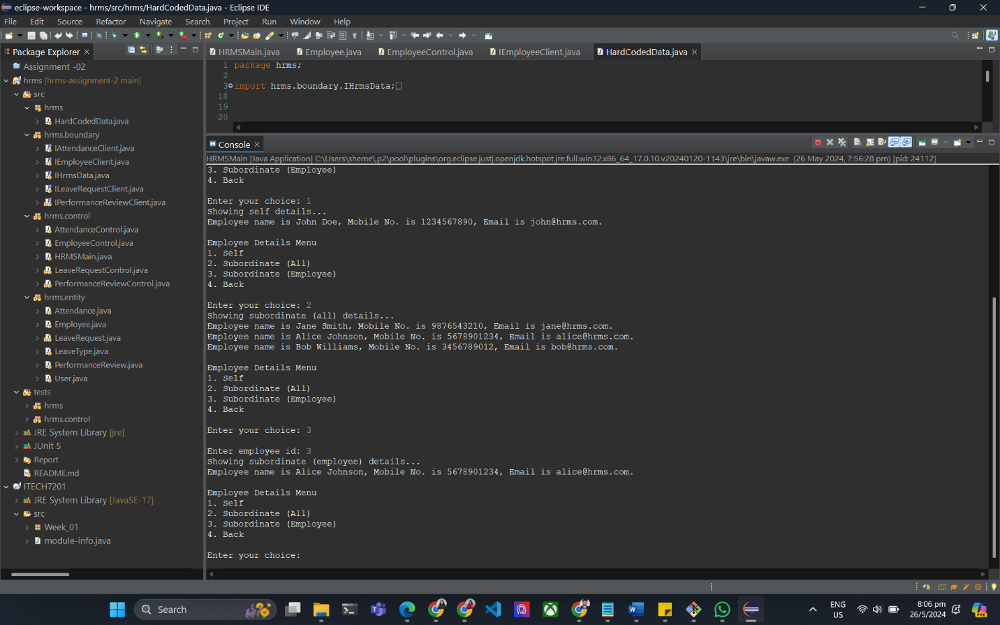 eclipse-workspace - hrms/src/hrms/HardCodedData.java - Eclipse IDE
File Edit Source Refactor Navigate Search Project Run Window Help
Package Explorer
Assignment -02
hrms [hrms-assignment-2 main]
src
hrms
HardCodedData.java
hrms.boundary
IAttendanceClient.java
IEmployeeClient.java
IHrmsData.java
ILeaveRequestClient.java
IPerformanceReviewClient.java
hrms.control
AttendanceControl.java
EmployeeControl.java
HRMSMain.java
LeaveRequestControl.java
PerformanceReviewControl.java
hrms.entity
Attendance.java
Employee.java
LeaveRequest.java
LeaveType.java
PerformanceReview.java
User.java
tests
hrms
hrms.control
JRE System Library [jre]
JUnit 5
Report
README.md
ITECH7201
JRE System Library [JavaSE-17]
src
Week_01
module-info.java
HRMSMain.java Employee.java EmployeeControl.java IEmployeeClient.java HardCodedData.java
1 package hrms;
2
3 import hrms.boundary.IHrmsData;
18
19
20
Console
HRMSMain [Java Application] C:\Users\sheme\.p2\pool\plugins\org.eclipse.justj.openjdk.hotspot.jre.full.win32.x86_64_17.0.10.v20240120-1143\jre\bin\javaw.exe (26 May 2024, 7:56:28 pm) [pid: 24112]
3. Subordinate (Employee)
4. Back
Enter your choice: 1
Showing self details...
Employee name is John Doe, Mobile No. is 1234567890, Email is john@hrms.com.
Employee Details Menu
1. Self
2. Subordinate (All)
3. Subordinate (Employee)
4. Back
Enter your choice: 2
Showing subordinate (all) details...
Employee name is Jane Smith, Mobile No. is 9876543210, Email is jane@hrms.com.
Employee name is Alice Johnson, Mobile No. is 5678901234, Email is alice@hrms.com.
Employee name is Bob Williams, Mobile No. is 3456789012, Email is bob@hrms.com.
Employee Details Menu
1. Self
2. Subordinate (All)
3. Subordinate (Employee)
4. Back
Enter your choice: 3
Enter employee id: 3
Showing subordinate (employee) details...
Employee name is Alice Johnson, Mobile No. is 5678901234, Email is alice@hrms.com.
Employee Details Menu
1. Self
2. Subordinate (All)
3. Subordinate (Employee)
4. Back
Enter your choice:
Search
ENG
US
8:06 pm
26/5/2024
PRE